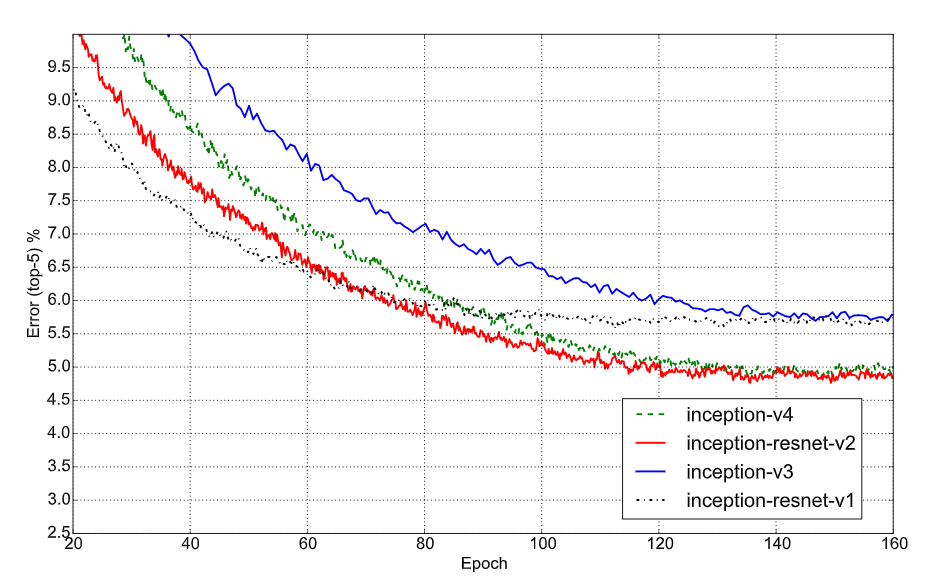 9.5
9.0
8.5
8.0
7.5
7.0
6.5
6.0
5.5
5.0
4.5
4.0
3.5
3.0
2.5
Error (top-5) %
inception-v4
inception-resnet-v2
inception-v3
inception-resnet-v1
20 40 60 80 100 120 140 160
Epoch